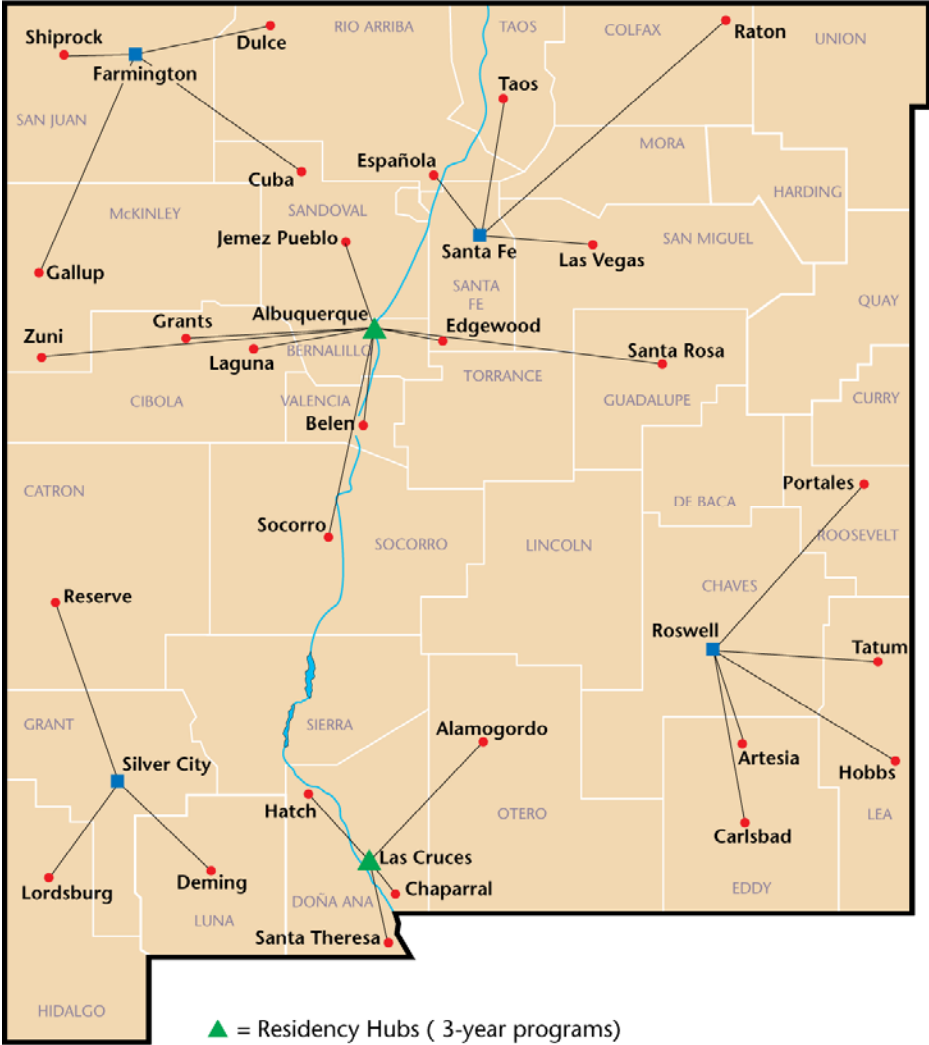 RIO ARRIBA
TAOS
COLFAX
UNION
Shiprock
Dulce
Raton
Farmington
Taos
SAN JUAN
MORA
Española
Cuba
HARDING
McKINLEY
SANDOVAL
Jemez Pueblo
SAN MIGUEL
Santa Fe
Las Vegas
Gallup
SANTA
FE
QUAY
Albuquerque
Grants
Edgewood
Zuni
BERNALILLO
Santa Rosa
Laguna
TORRANCE
CIBOLA
VALENCIA
GUADALUPE
CURRY
Belen
Portales
CATRON
DE BACA
Socorro
ROOSEVELT
SOCORRO
LINCOLN
CHAVES
Reserve
Roswell
Tatum
GRANT
SIERRA
Alamogordo
Silver City
Artesia
Hobbs
Hatch
OTERO
LEA
Carlsbad
Las Cruces
Deming
Chaparral
EDDY
Lordsburg
DOÑA ANA
LUNA
Santa Theresa
HIDALGO
= Residency Hubs ( 3-year programs)